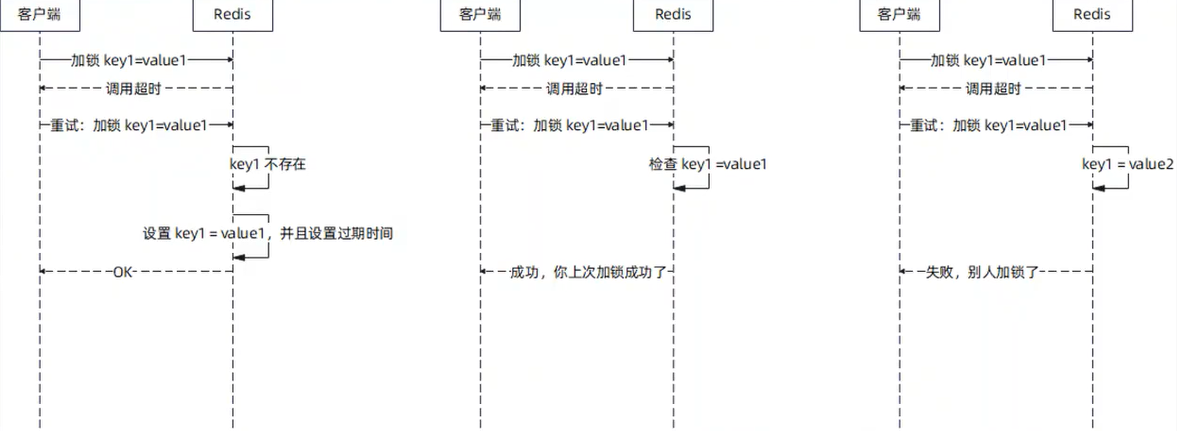 客户端
Redis
加锁 key1=value1
调用超时
重试：加锁 key1=value1
key1 不存在
设置 key1 = value1，并且设置过期时间
OK
客户端
Redis
加锁 key1=value1
调用超时
重试：加锁 key1=value1
检查 key1 =value1
成功，你上次加锁成功了
客户端
Redis
加锁 key1=value1
调用超时
重试：加锁 key1=value1
key1 = value2
失败，别人加锁了